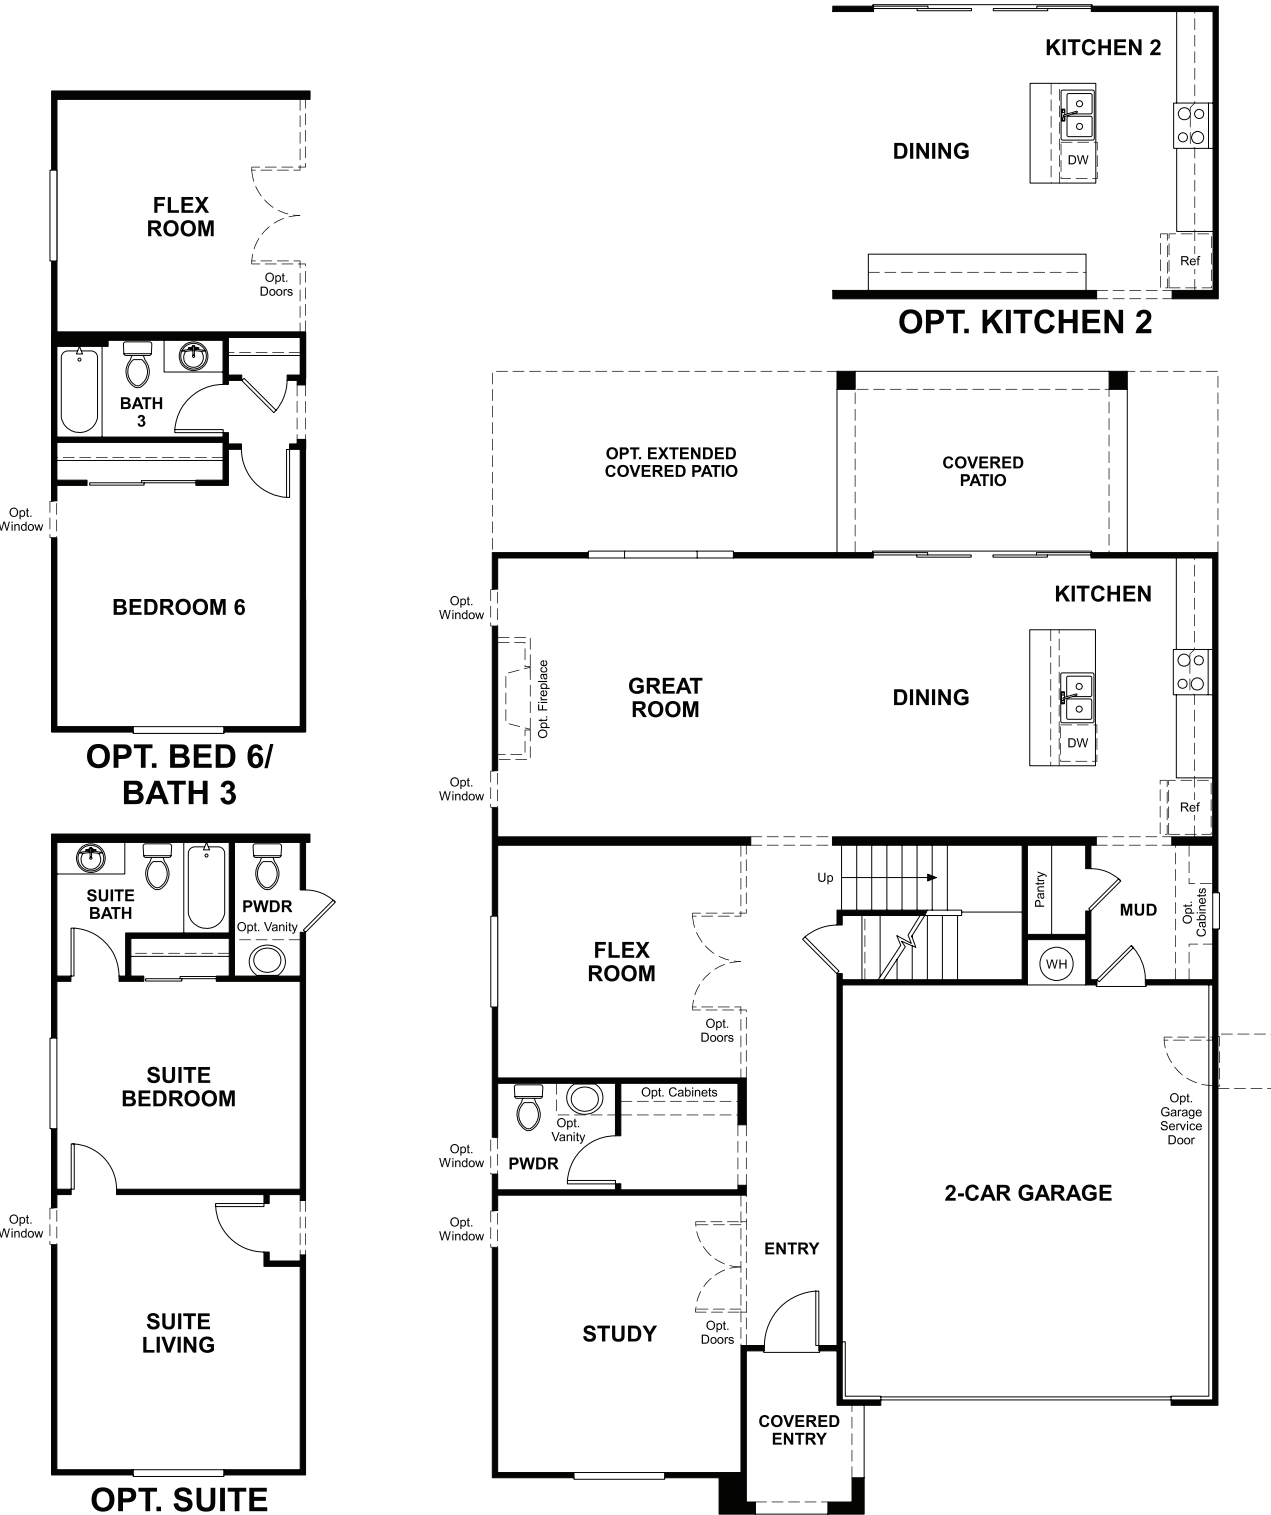 KITCHEN 2
DINING
DW
Ref
OPT. KITCHEN 2
FLEX
ROOM
Opt.
Doors
BATH
3
Opt.
Window
BEDROOM 6
OPT. BED 6/
BATH 3
SUITE
BATH
PWDR
Opt. Vanity
SUITE
BEDROOM
Opt.
Window
SUITE
LIVING
OPT. SUITE
OPT. EXTENDED
COVERED PATIO
COVERED
PATIO
Opt.
Window
Opt. Fireplace
GREAT
ROOM
DINING
KITCHEN
DW
Opt.
Window
Ref
Up
Pantry
MUD
Opt.
Cabinets
WH
FLEX
ROOM
Opt.
Doors
Opt. Cabinets
Opt.
Vanity
Opt.
Window
PWDR
Opt.
Garage
Service
Door
2-CAR GARAGE
Opt.
Window
ENTRY
STUDY
Opt.
Doors
COVERED
ENTRY